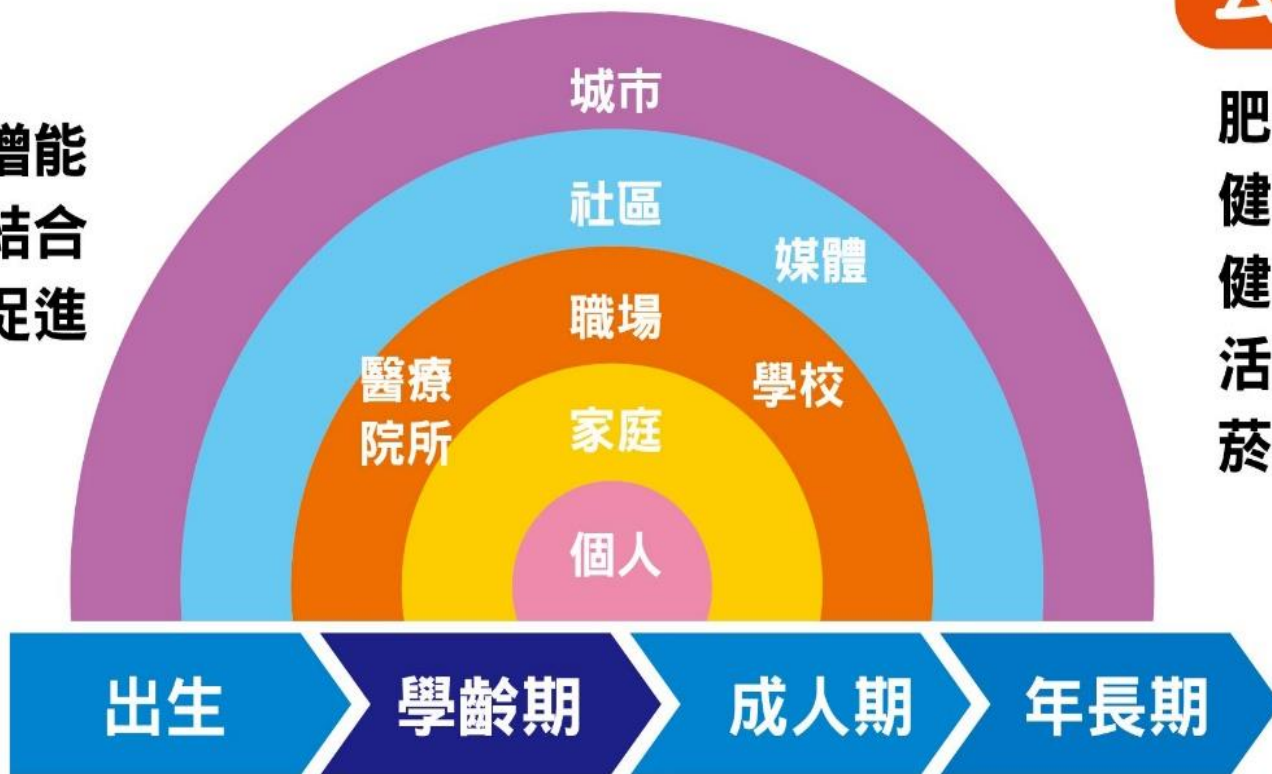 能
結合
促進
城市
社區
媒體
職場
醫療
院所
學校
家庭
個人
肥
健
健
活
菸
出生
學齡期
成人期
年長期